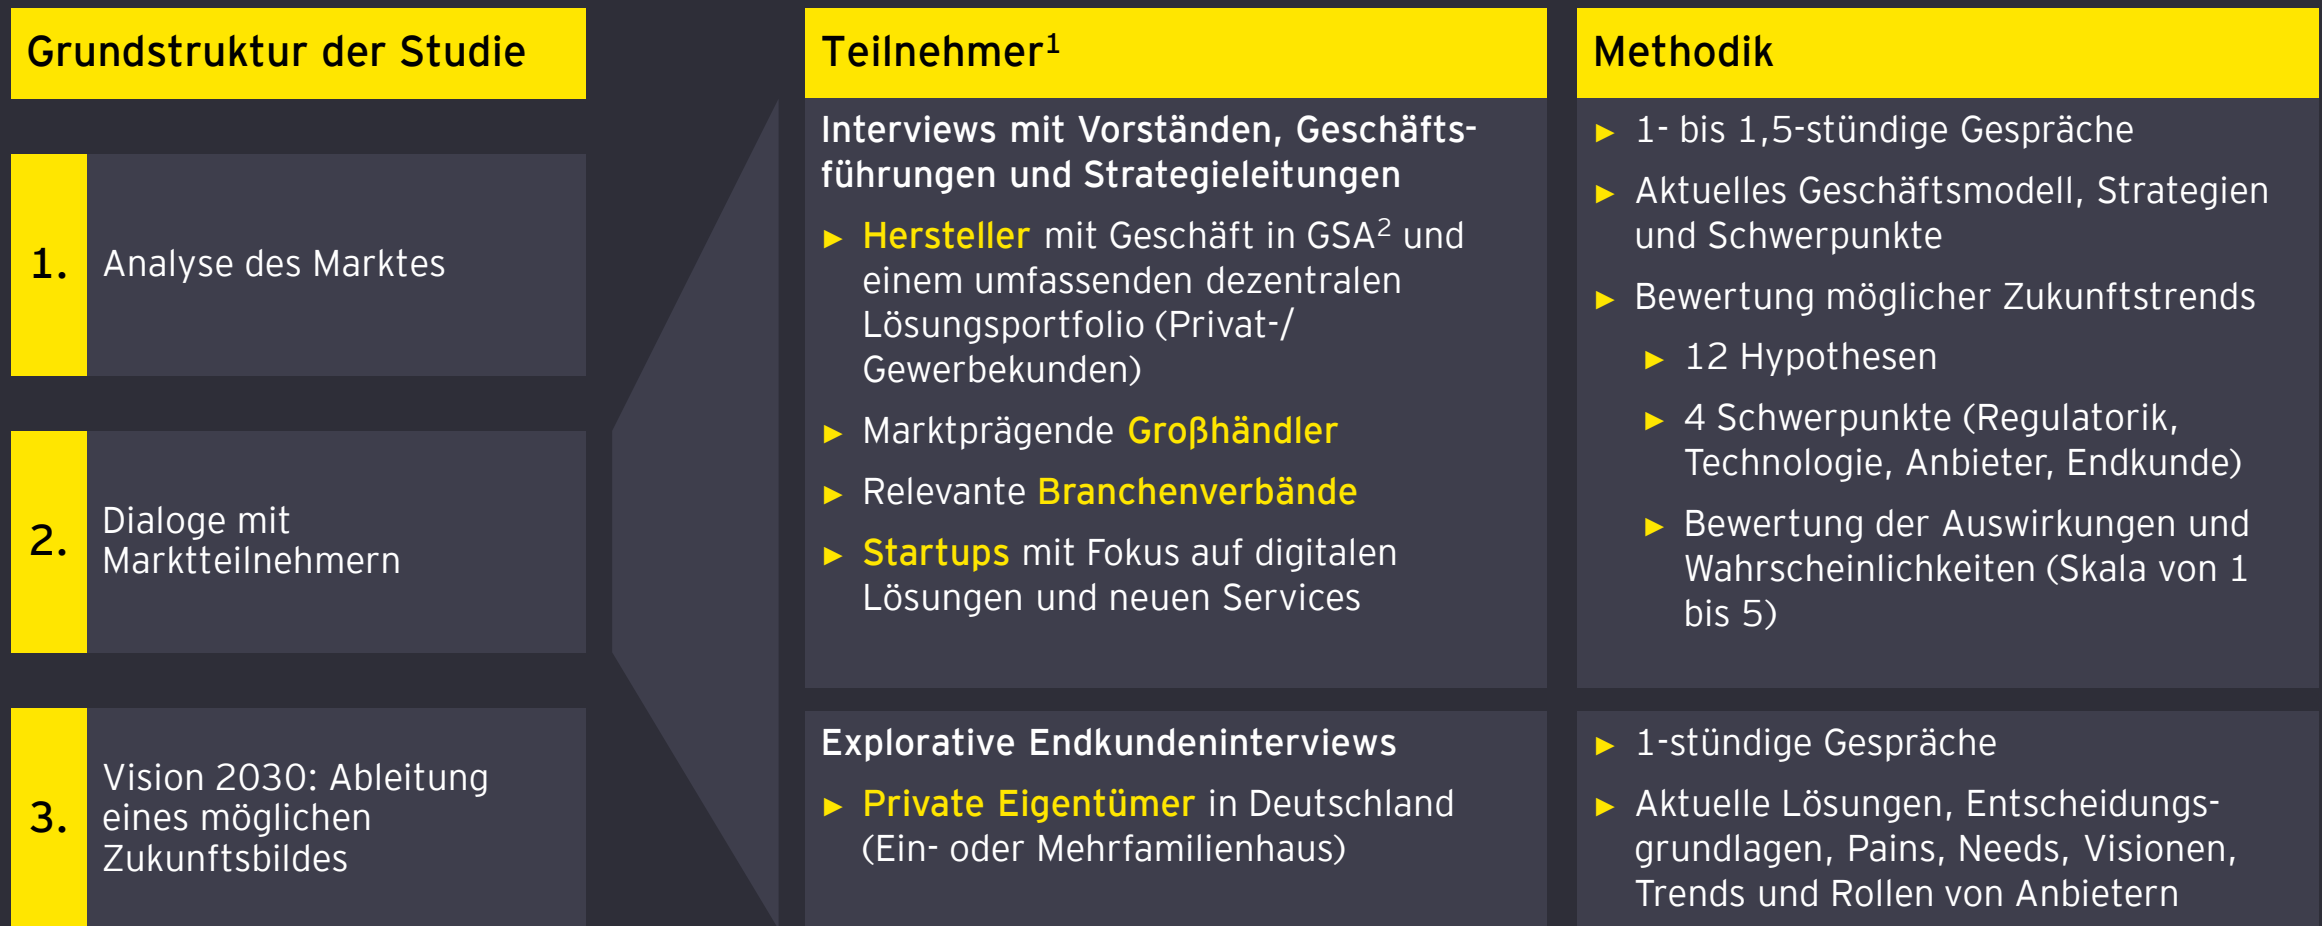 Grundstruktur der Studie
1.
Analyse des Marktes
2.
Dialoge mit
Marktteilnehmern
3.
Vision 2030: Ableitung
eines möglichen
Zukunftsbildes
Teilnehmer¹
Interviews mit Vorständen, Geschäfts-
führungen und Strategieleitungen
► Hersteller mit Geschäft in GSA² und
einem umfassenden dezentralen
Lösungsportfolio (Privat-/
Gewerbekunden)
► Marktprägende Großhändler
► Relevante Branchenverbände
► Startups mit Fokus auf digitalen
Lösungen und neuen Services
Explorative Endkundeninterviews
► Private Eigentümer in Deutschland
(Ein- oder Mehrfamilienhaus)
Methodik
► 1- bis 1,5-stündige Gespräche
► Aktuelles Geschäftsmodell, Strategien
und Schwerpunkte
► Bewertung möglicher Zukunftstrends
► 12 Hypothesen
► 4 Schwerpunkte (Regulatorik,
Technologie, Anbieter, Endkunde)
► Bewertung der Auswirkungen und
Wahrscheinlichkeiten (Skala von 1
bis 5)
► 1-stündige Gespräche
► Aktuelle Lösungen, Entscheidungs-
grundlagen, Pains, Needs, Visionen,
Trends und Rollen von Anbietern